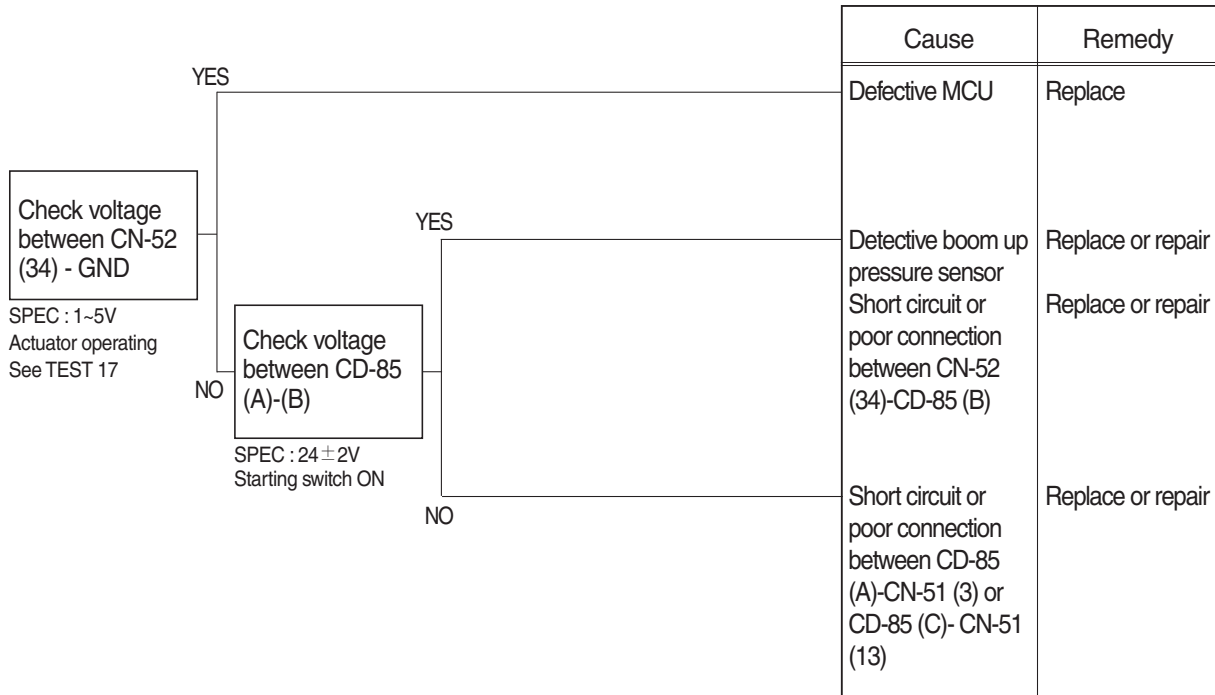 Cause
Remedy
YES
Defective MCU
Replace
Check voltage
between CN-52
(34) - GND
SPEC : 1~5V
Actuator operating
See TEST 17
YES
Detective boom up
pressure sensor
Replace or repair
Short circuit or
poor connection
between CN-52
(34)-CD-85 (B)
Replace or repair
NO
Check voltage
between CD-85
(A)-(B)
SPEC : 24±2V
Starting switch ON
NO
Short circuit or
poor connection
between CD-85
(A)-CN-51 (3) or
CD-85 (C)- CN-51
(13)
Replace or repair